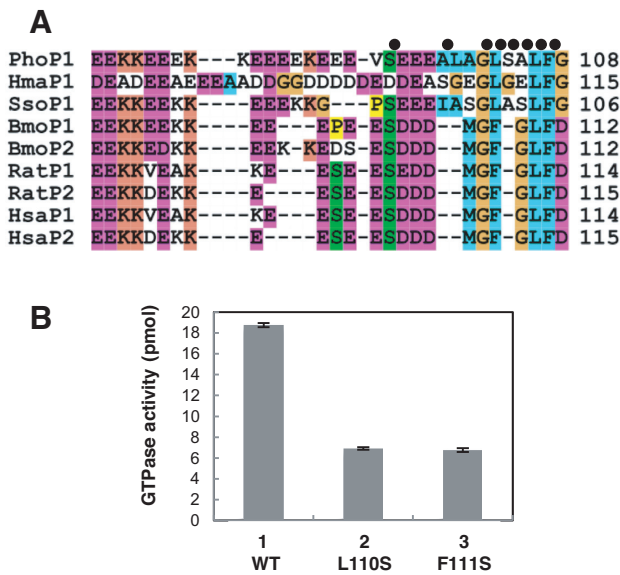 A
PhoP1 EEKKEEEK---KEEEEKEEE-VSEEEALAGLSALFG 108
HmaP1 DEADEEAEEEAADDGGDDDDDEDDEASGEGLGELFG 115
SsoP1 EEKKEEKK----EEEKKG---PSEEEIASGLASLFG 106
BmoP1 EEKKEEKK----EE---EPE-ESDDD--MGF-GLFD 112
BmoP2 EEKKEDKK----EEK-KEDS-ESDDD--MGF-GLFD 112
RatP1 EEKKVEAK----KE---ESE-ESEDD--MGF-GLFD 114
RatP2 EEKKDEKK----E----ESE-ESDDD--MGF-GLFD 115
HsaP1 EEKKVEAK----KE---ESE-ESDDD--MGF-GLFD 114
HsaP2 EEKKDEKK----E----ESE-ESDDD--MGF-GLFD 115
B
GTPase activity (pmol)
20
18
16
14
12
10
8
6
4
2
0
1 2 3
WT L110S F111S